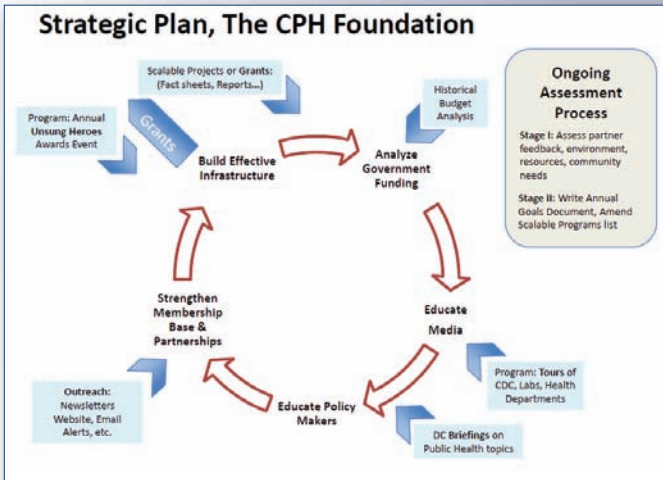 Strategic Plan, The CPH Foundation
Scalable Projects or Grants:
(Fact sheets, Reports...)
Program: Annual
Unsung Heroes
Awards Event
Grants
Build Effective
Infrastructure
Historical
Budget
Analysis
Analyze
Government
Funding
Ongoing
Assessment
Process
Stage I: Assess partner
feedback, environment,
resources, community
needs
Stage II: Write Annual
Goals Document, Amend
Scalable Programs list
Strengthen
Membership
Base &
Partnerships
Educate
Media
Program: Tours of
CDC, Labs, Health
Departments
Outreach:
Newsletters
Website, Email
Alerts, etc.
Educate Policy
Makers
DC Briefings on
Public Health topics